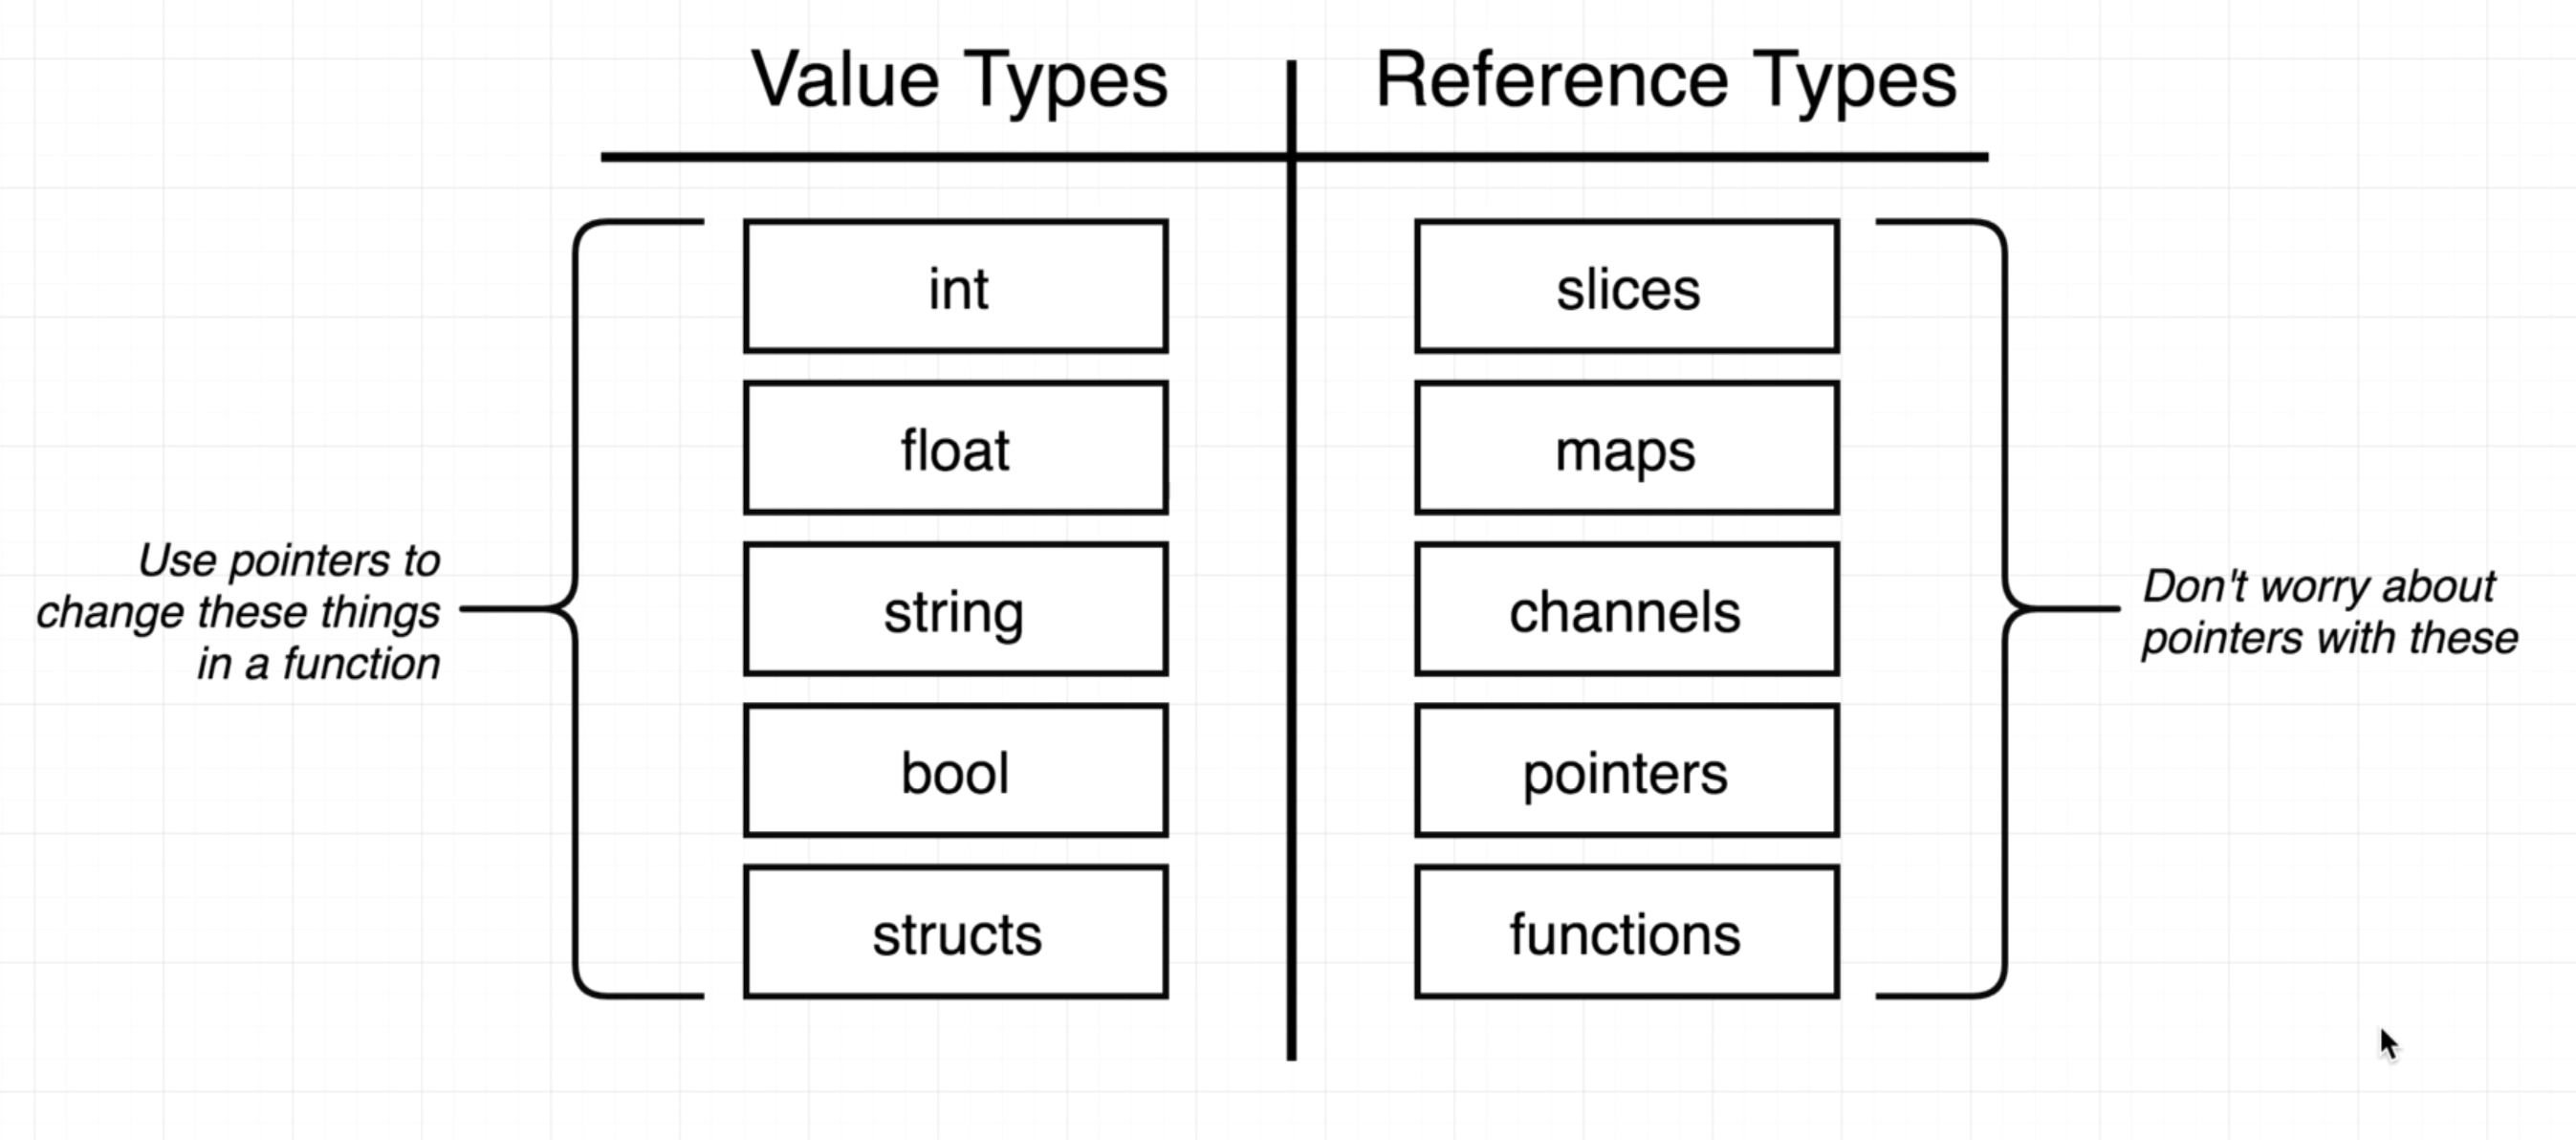 Value Types
Reference Types
int
float
string
bool
structs
slices
maps
channels
pointers
functions
Use pointers to
change these things
in a function
Don't worry about
pointers with these